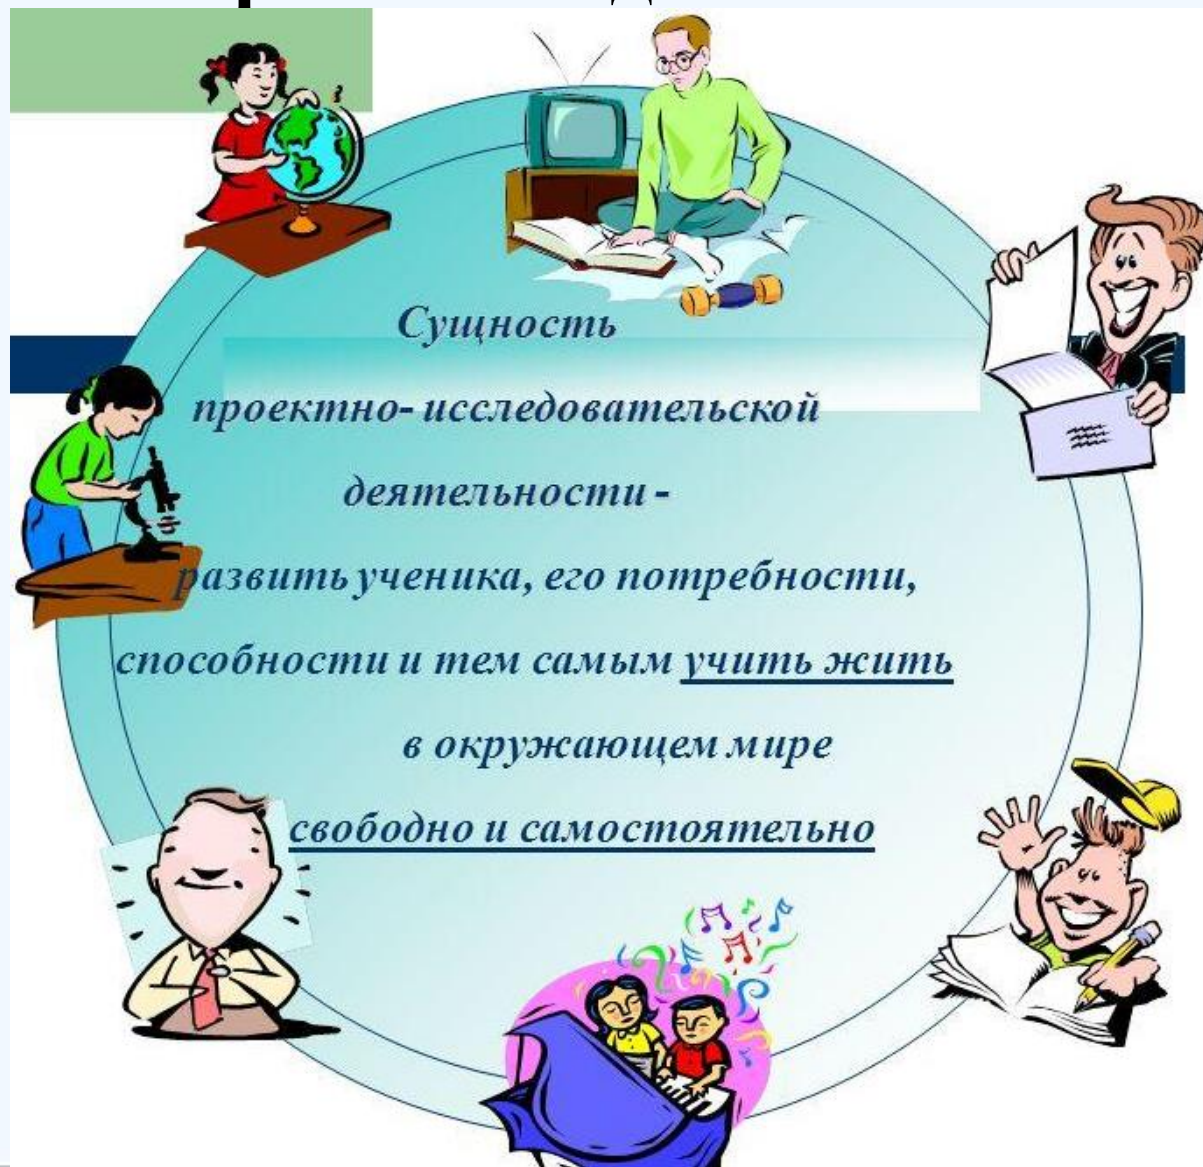 Сущность
проектно- исследовательской
деятельности -
развить ученика, его потребности,
способности и тем самым учить жить
в окружающем мире
свободно и самостоятельно